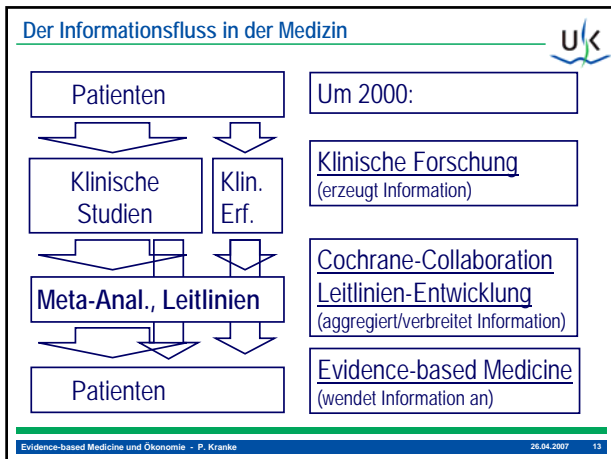 Der Informationsfluss in der Medizin
UK
Patienten
Um 2000:
Klinische
Studien
Klin.
Erf.
Klinische Forschung
(erzeugt Information)
Meta-Anal., Leitlinien
Cochrane-Collaboration
Leitlinien-Entwicklung
(aggregiert/verbreitet Information)
Patienten
Evidence-based Medicine
(wendet Information an)
Evidence-based Medicine und Ökonomie - P. Kranke
26.04.2007
13